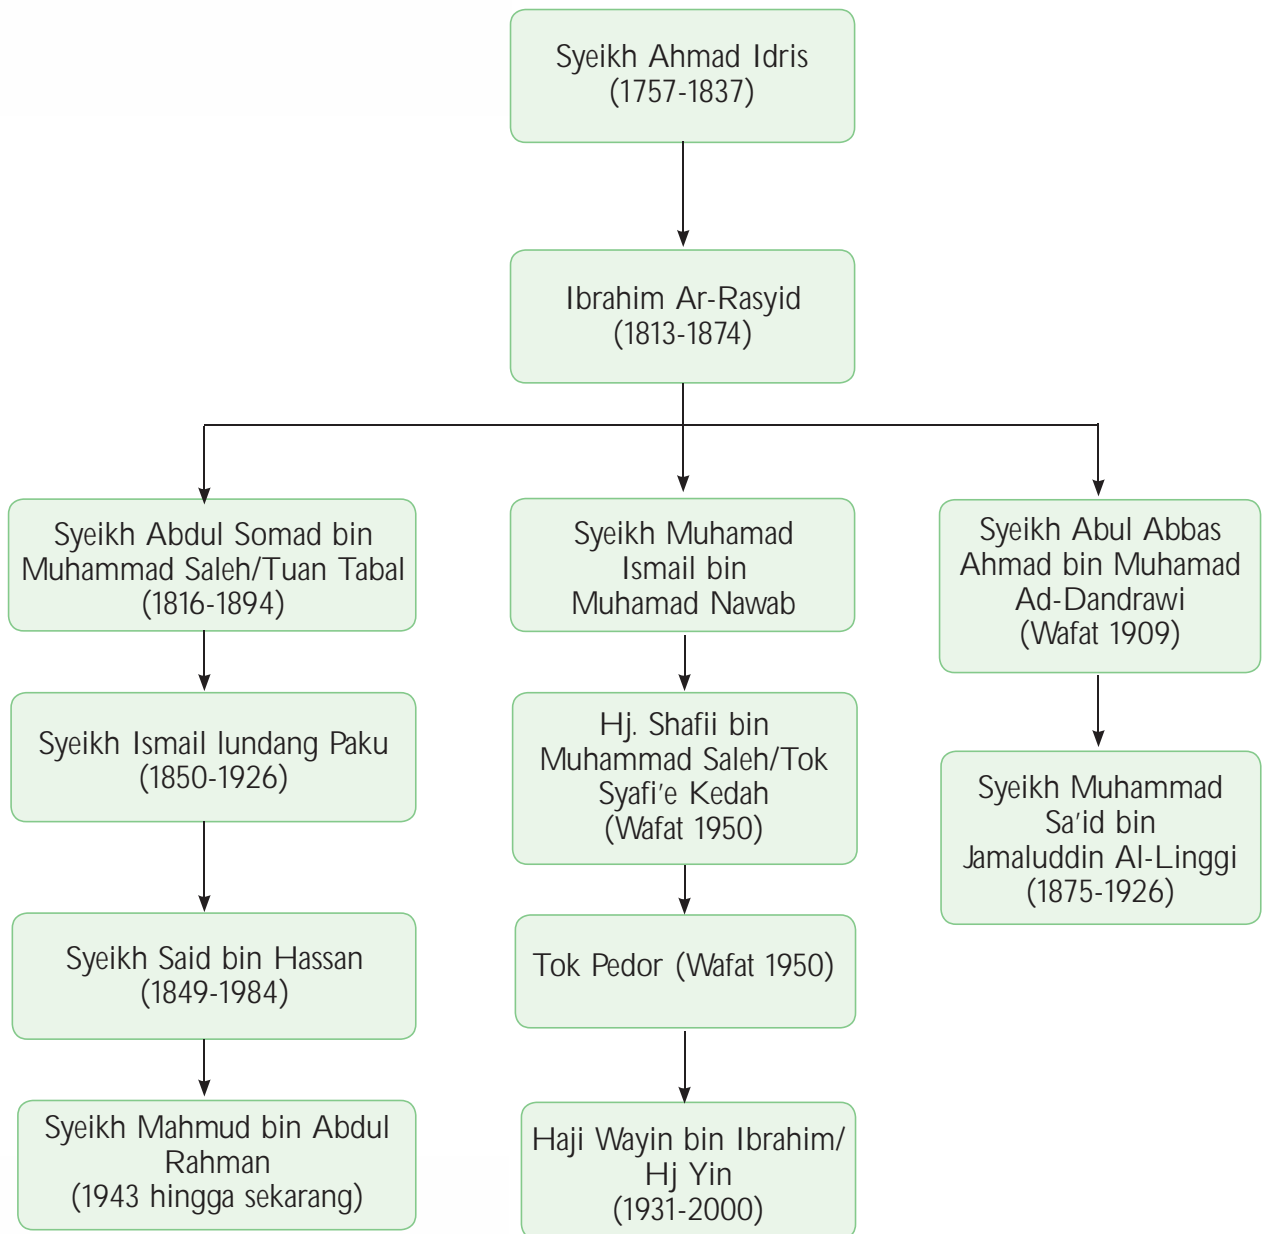 Syeikh Ahmad Idris
(1757-1837)
Ibrahim Ar-Rasyid
(1813-1874)
Syeikh Abdul Somad bin
Muhammad Saleh/Tuan Tabal
(1816-1894)
Syeikh Muhamad
Ismail bin
Muhamad Nawab
Syeikh Abul Abbas
Ahmad bin Muhamad
Ad-Dandrawi
(Wafat 1909)
Syeikh Ismail lundang Paku
(1850-1926)
Hj. Shafii bin
Muhammad Saleh/Tok
Syafi'e Kedah
(Wafat 1950)
Syeikh Muhammad
Sa'id bin
Jamaluddin Al-Linggi
(1875-1926)
Syeikh Said bin Hassan
(1849-1984)
Tok Pedor (Wafat 1950)
Syeikh Mahmud bin Abdul
Rahman
(1943 hingga sekarang)
Haji Wayin bin Ibrahim/
Hj Yin
(1931-2000)